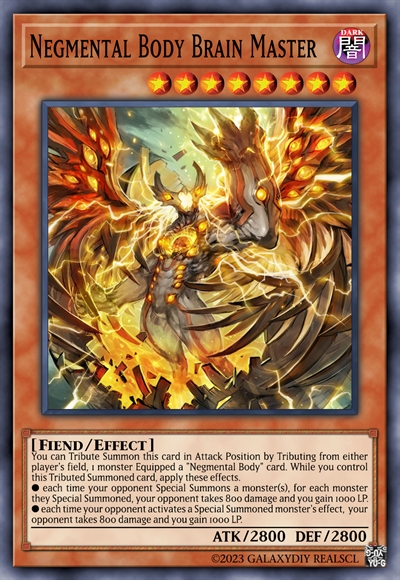 Negmental Body Brain Master
DARK
闇
[Fiend/Effect]
You can Tribute Summon this card in Attack Position by Tributing from either
player's field, 1 monster Equipped a "Negmental Body" card. While you control
this Tributed Summoned card, apply these effects.
● each time your opponent Special Summons a monster(s), for each monster
they Special Summoned, your opponent takes 800 damage and you gain 1000 LP.
● each time your opponent activates a Special Summoned monster's effect, your
opponent takes 800 damage and you gain 1000 LP.
ATK/2800 DEF/2800
©2023 GALAXYDIY REALSCL